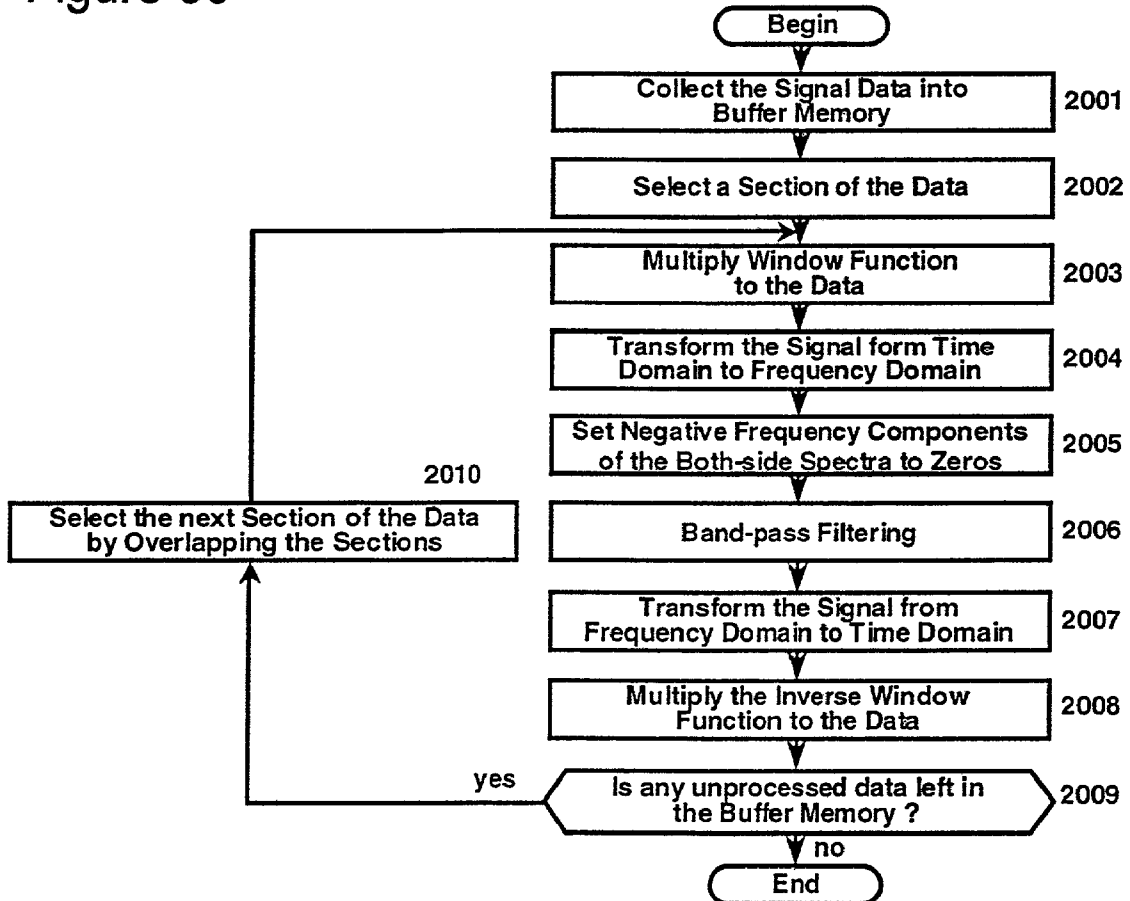 Begin
Collect the Signal Data into
Buffer Memory
2001
Select a Section of the Data
2002
Multiply Window Function
to the Data
2003
Transform the Signal form Time
Domain to Frequency Domain
2004
Set Negative Frequency Components
of the Both-side Spectra to Zeros
2005
Band-pass Filtering
2006
Transform the Signal from
Frequency Domain to Time Domain
2007
Multiply the Inverse Window
Function to the Data
2008
Is any unprocessed data left in
the Buffer Memory ?
2009
yes
2010
Select the next Section of the Data
by Overlapping the Sections
no
End